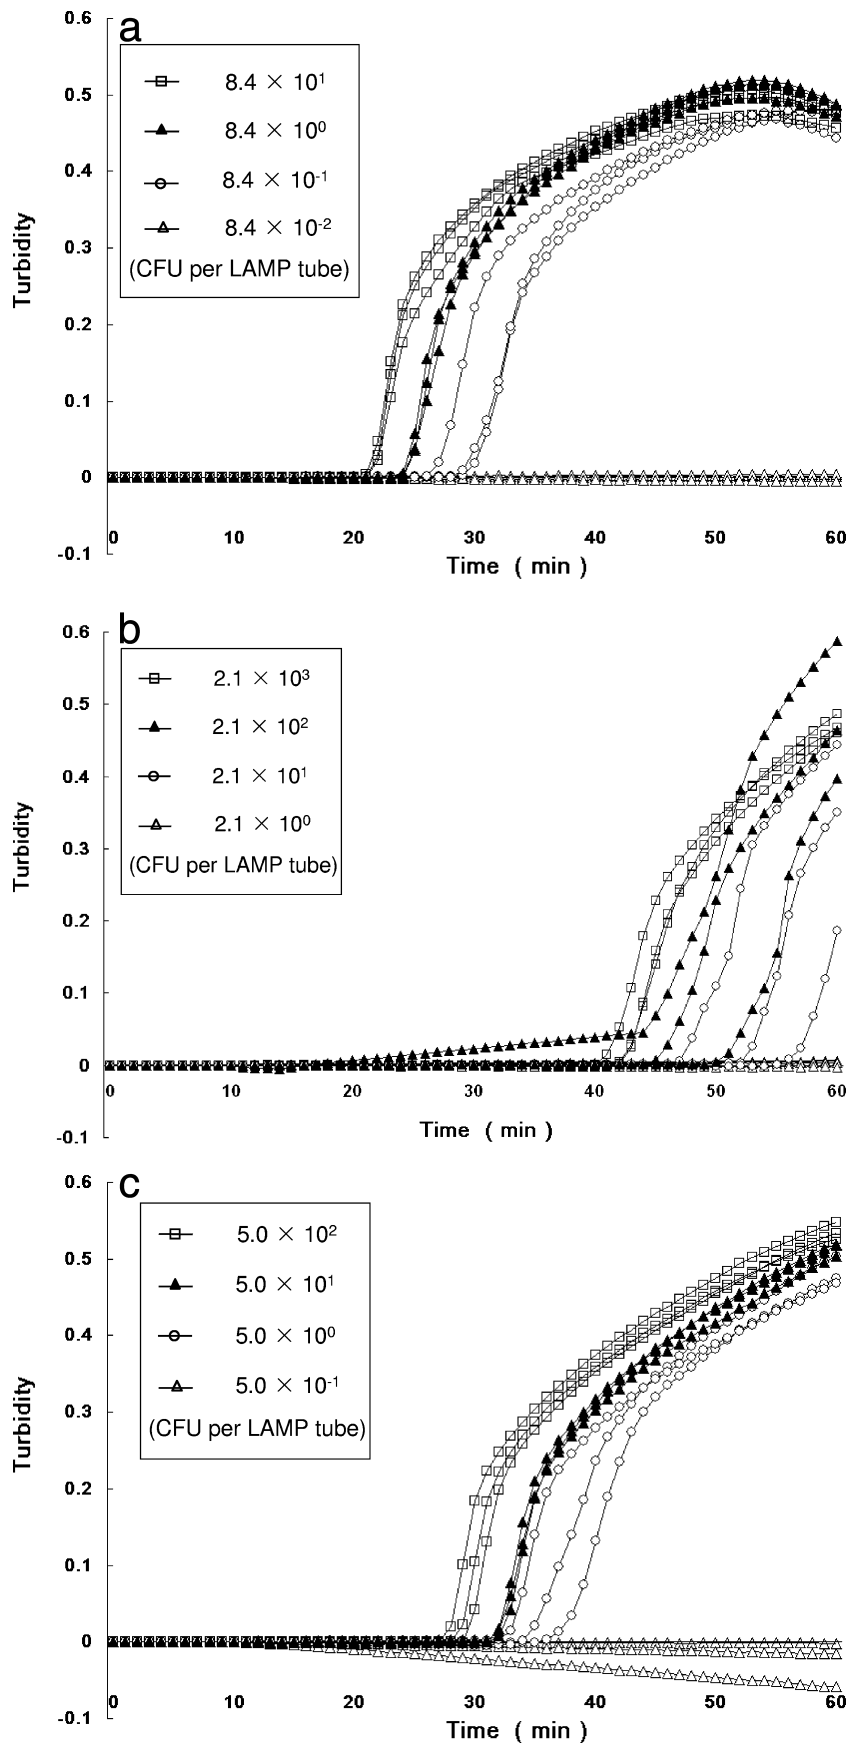 a
0.6
0.5
0.4
0.3
0.2
0.1
0
-0.1
Turbidity
8.4 × 10¹
8.4 × 10⁰
8.4 × 10⁻¹
8.4 × 10⁻²
(CFU per LAMP tube)
0 10 20 30 40 50 60
Time ( min )
b
0.6
0.5
0.4
0.3
0.2
0.1
0
-0.1
Turbidity
2.1 × 10³
2.1 × 10²
2.1 × 10¹
2.1 × 10⁰
(CFU per LAMP tube)
0 10 20 30 40 50 60
Time ( min )
c
0.6
0.5
0.4
0.3
0.2
0.1
0
-0.1
Turbidity
5.0 × 10²
5.0 × 10¹
5.0 × 10⁰
5.0 × 10⁻¹
(CFU per LAMP tube)
0 10 20 30 40 50 60
Time ( min )